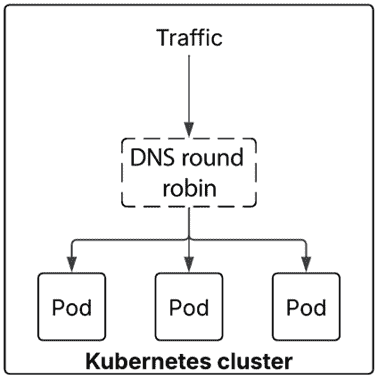 Traffic
DNS round
robin
Pod Pod Pod
Kubernetes cluster